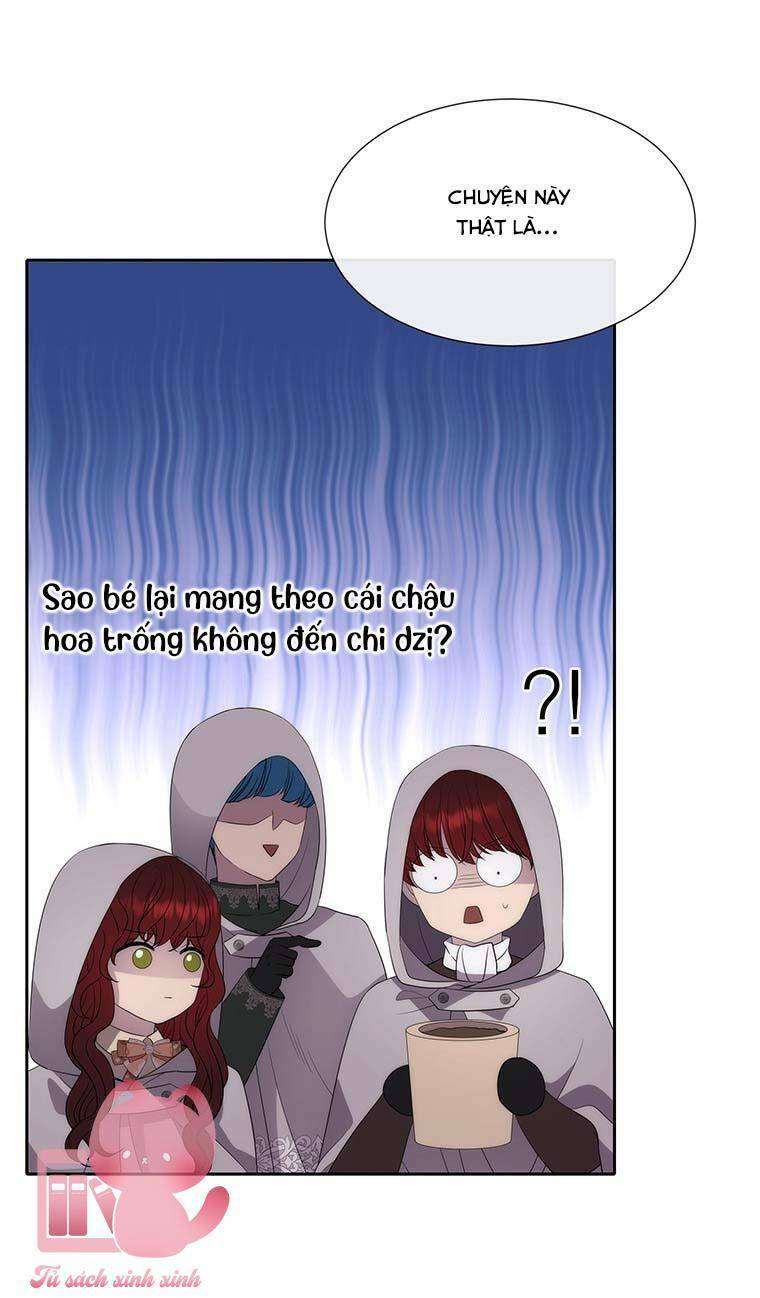 CHUYỆN NÀY
THẬT LÀ...
Sao bé lại mang theo cái chậu
hoa trống không đến chi dzị?
?!
Tủ sách xinh xinh